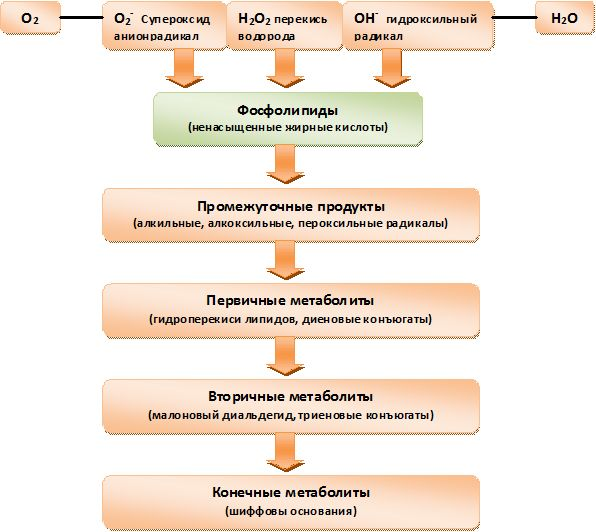 O₂
O₂⁻ Супероксид
анионрадикал
H₂O₂ перекись
водорода
OH⁻ гидроксильный
радикал
H₂O
Фосфолипиды
(ненасыщенные жирные кислоты)
Промежуточные продукты
(алкильные, алкоксильные, пероксильные радикалы)
Первичные метаболиты
(гидроперекиси липидов, диеновые конъюгаты)
Вторичные метаболиты
(малоновый диальдегид, триеновые конъюгаты)
Конечные метаболиты
(шиффовы основания)